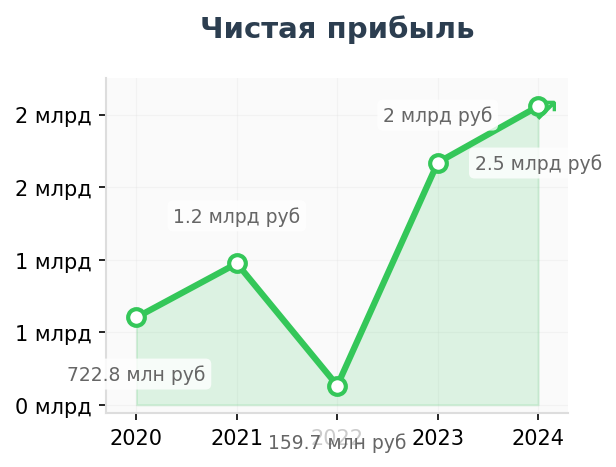 Чистая прибыль
2 млрд
2 млрд руб
2.5 млрд руб
2 млрд
1.2 млрд руб
1 млрд
1 млрд
722.8 млн руб
0 млрд
2020 2021 2022 2023 2024
159.7 млн руб